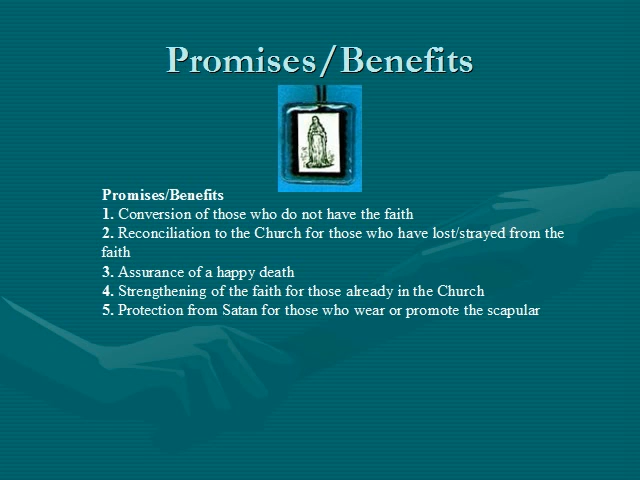 Promises/Benefits
Promises/Benefits
1. Conversion of those who do not have the faith
2. Reconciliation to the Church for those who have lost/strayed from the
faith
3. Assurance of a happy death
4. Strengthening of the faith for those already in the Church
5. Protection from Satan for those who wear or promote the scapular